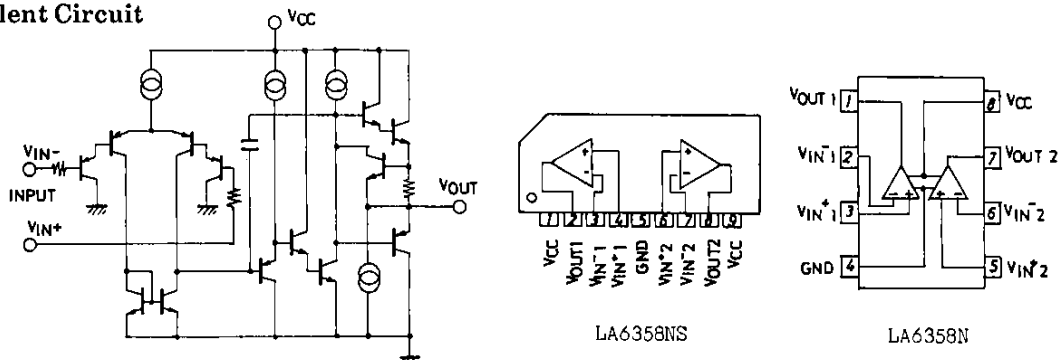 lent Circuit
VCC
VIN-
INPUT
VIN+
VOUT
1 2 3 4 5 6 7 8 9
VCC
VOUT1
VIN-1
VIN+1
GND
VIN+2
VIN-2
VOUT2
VCC
LA6358NS
VOUT 1 1
8 VCC
VIN-1 2
7 VOUT 2
VIN+1 3
6 VIN-2
GND 4
5 VIN+2
LA6358N